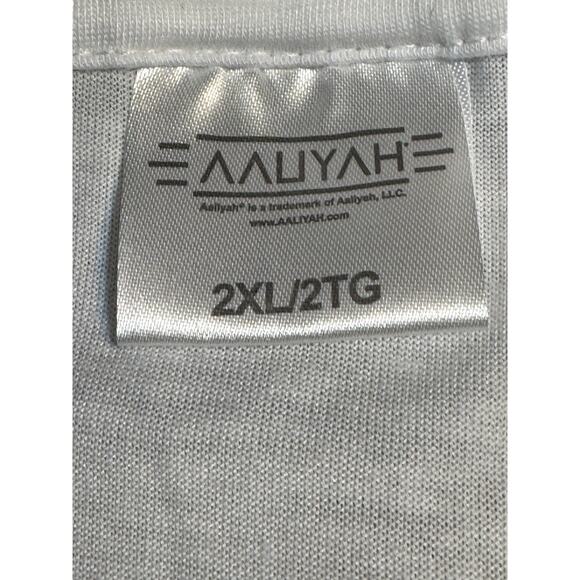 AALIYAH
Aaliyah® is a trademark of Aaliyah, LLC.
www.AALIYAH.com
2XL/2TG